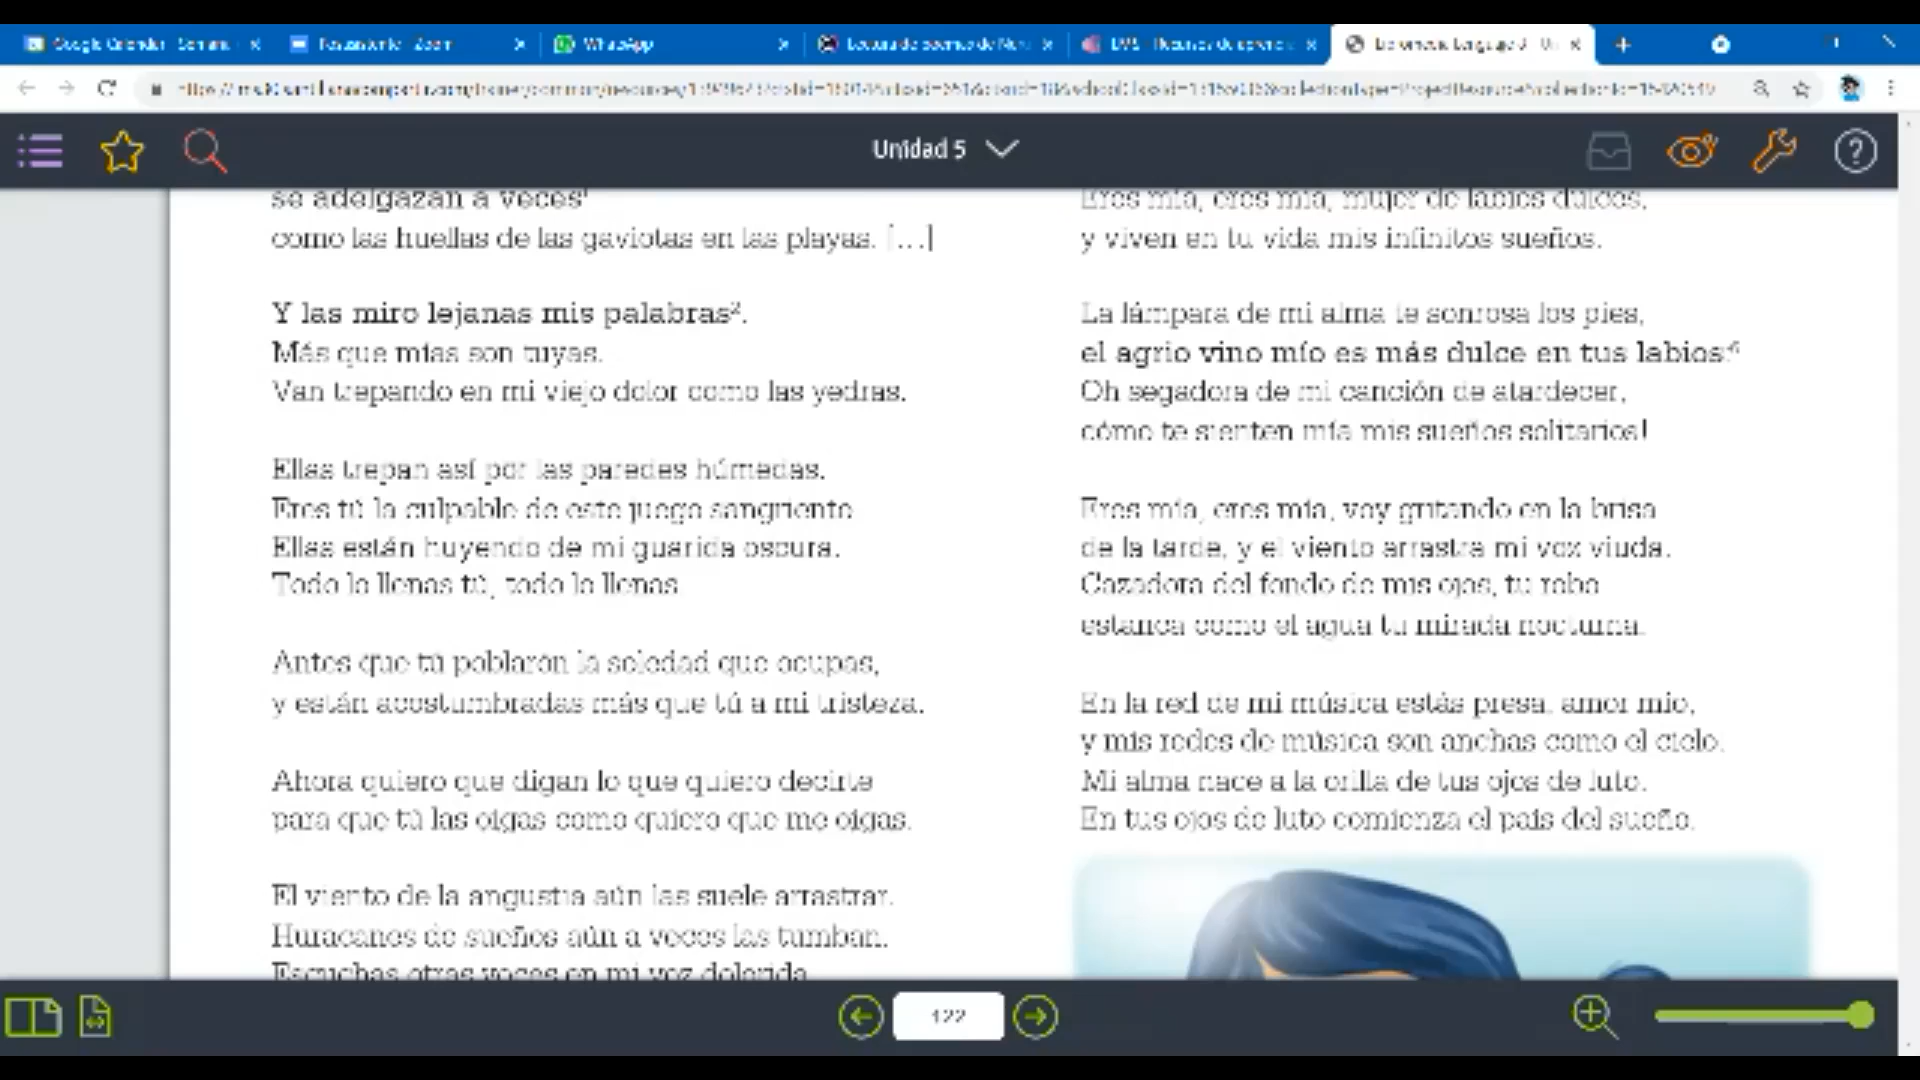 WhatsApp
Unidad 5
se adelgazan a veces¹
como las huellas de las gaviotas en las playas. [...]
Y las miro lejanas mis palabras².
Más que mías son tuyas.
Van trepando en mi viejo dolor como las yedras.
Ellas trepan así por las paredes húmedas.
Eres tú la culpable de este juego sangriento
Ellas están huyendo de mi guarida oscura.
Todo lo llenas tú, todo lo llenas
Antes que tú poblaron la soledad que ocupas,
y están acostumbradas más que tú a mi tristeza.
Ahora quiero que digan lo que quiero decirte
para que tú las oigas como quiero que me oigas.
El viento de la angustia aún las suele arrastrar.
Huracanes de sueños aún a veces las tumban.
Escuchas otras voces en mi voz dolorida
Eres mía, eres mía, mujer de labios dulces,
y viven en tu vida mis infinitos sueños.
La lámpara de mi alma te sonrosa los pies,
el agrio vino mío es más dulce en tus labios:
Oh segadora de mi canción de atardecer,
cómo te sienten mía mis sueños solitarios!
Eres mía, eres mía, voy gritando en la brisa
de la tarde, y el viento arrastra mi voz viuda.
Cazadora del fondo de mis ojos, tu robo
estanca como el agua tu mirada nocturna.
En la red de mi música estás presa, amor mío,
y mis redes de música son anchas como el cielo.
Mi alma nace a la orilla de tus ojos de luto.
En tus ojos de luto comienza el país del sueño.
122